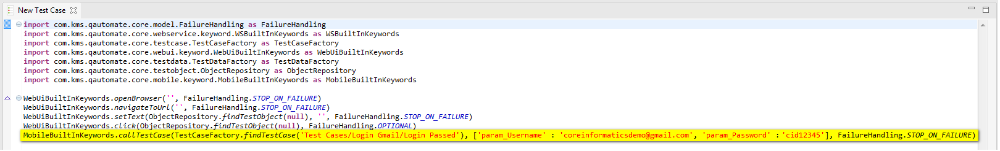 New Test Case
import com.kms.qautomate.core.model.FailureHandling as FailureHandling
import com.kms.qautomate.core.webservice.keyword.WSBuiltInKeywords as WSBuiltInKeywords
import com.kms.qautomate.core.testcase.TestCaseFactory as TestCaseFactory
import com.kms.qautomate.core.webui.keyword.WebUiBuiltInKeywords as WebUiBuiltInKeywords
import com.kms.qautomate.core.testdata.TestDataFactory as TestDataFactory
import com.kms.qautomate.core.testobject.ObjectRepository as ObjectRepository
import com.kms.qautomate.core.mobile.keyword.MobileBuiltInKeywords as MobileBuiltInKeywords
WebUiBuiltInKeywords.openBrowser('', FailureHandling.STOP_ON_FAILURE)
WebUiBuiltInKeywords.navigateToUrl('', FailureHandling.STOP_ON_FAILURE)
WebUiBuiltInKeywords.setText(ObjectRepository.findTestObject(null), '', FailureHandling.STOP_ON_FAILURE)
WebUiBuiltInKeywords.click(ObjectRepository.findTestObject(null), FailureHandling.OPTIONAL)
MobileBuiltInKeywords.callTestCase(TestCaseFactory.findTestCase('Test Cases/Login Gmail/Login Passed'), ['param_Username' : 'coreinformaticsdemo@gmail.com', 'param_Password' :'cid12345'], FailureHandling.STOP_ON_FAILURE)